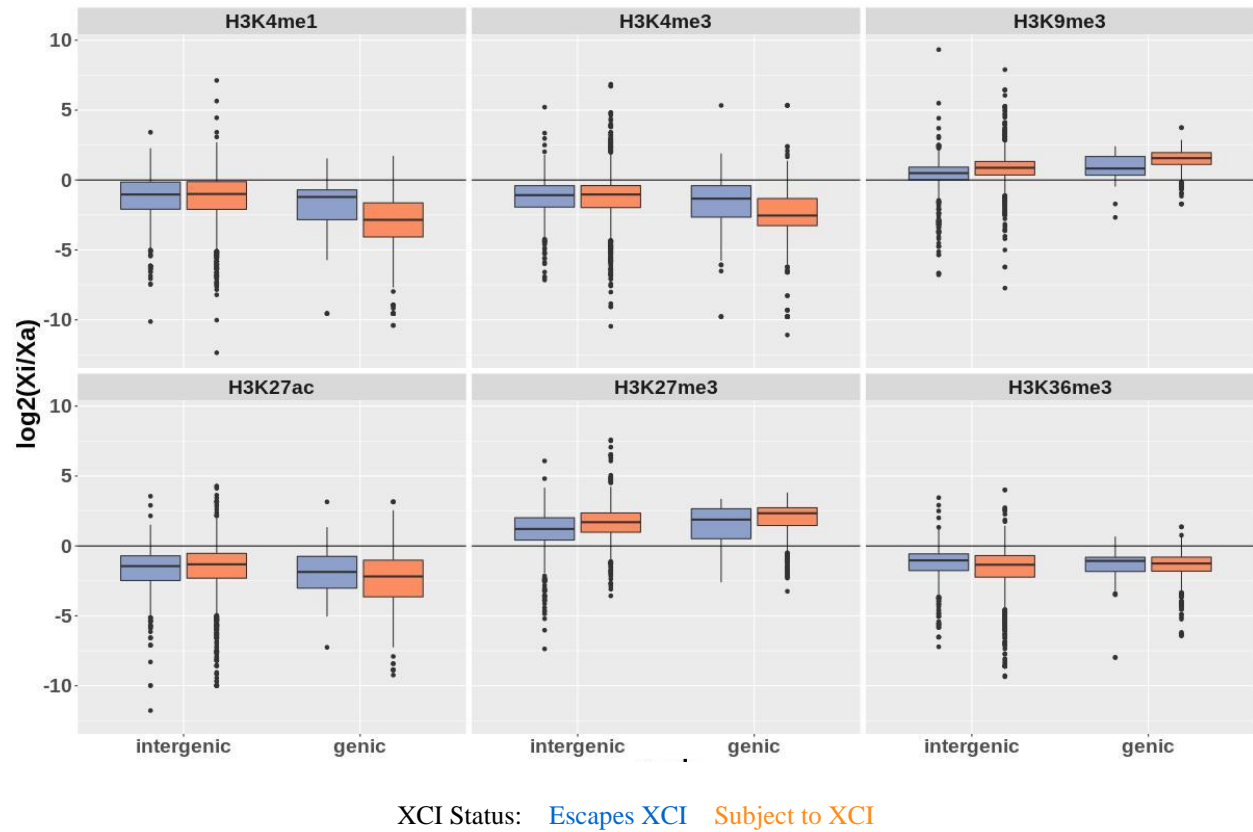 H3K4me1 H3K4me3 H3K9me3
10
5
0
-5
-10
log2(Xi/Xa)
H3K27ac H3K27me3 H3K36me3
10
5
0
-5
-10
intergenic genic intergenic genic intergenic genic
XCI Status: Escapes XCI Subject to XCI